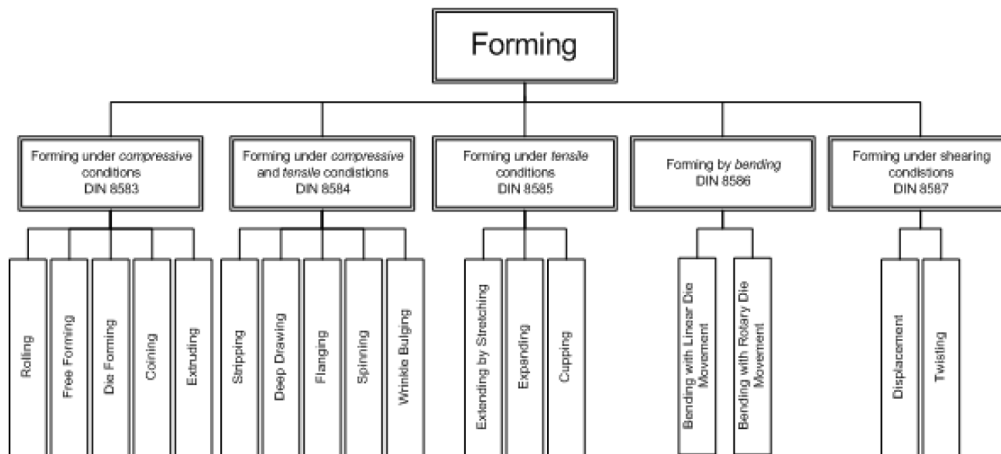 Forming
Forming under compressive
conditions
DIN 8583
Forming under compressive
and tensile condistions
DIN 8584
Forming under tensile
conditions
DIN 8585
Forming by bending
DIN 8586
Forming under shearing
condistions
DIN 8587
Rolling
Free Forming
Die Forming
Coining
Extruding
Stripping
Deep Drawing
Flanging
Spinning
Wrinkle Bulging
Extending by Stretching
Expanding
Cupping
Bending with Linear Die
Movement
Bending with Rotary Die
Movement
Displacement
Twisting